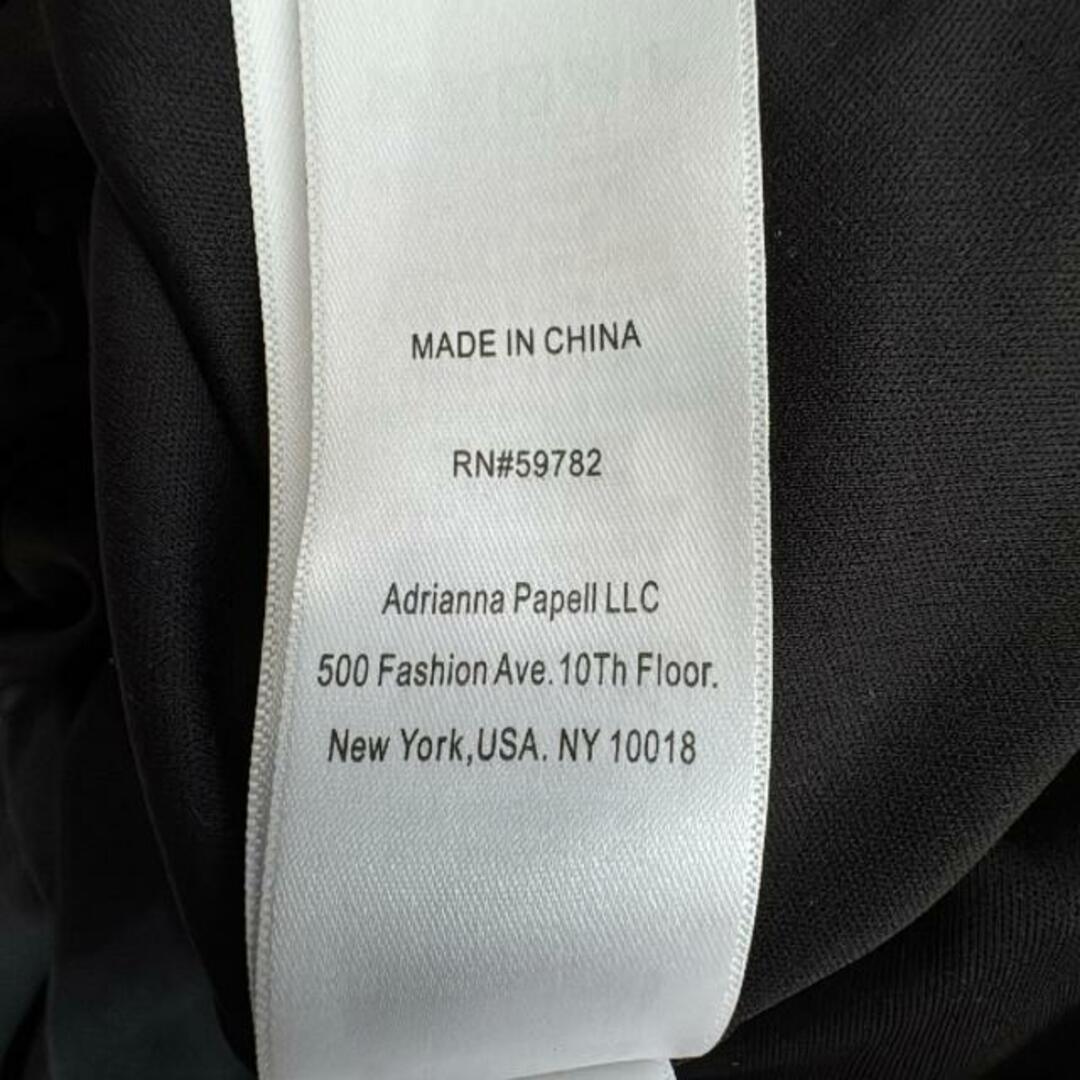 MADE IN CHINA
RN#59782
Adrianna Papell LLC
500 Fashion Ave.10Th Floor.
New York,USA. NY 10018